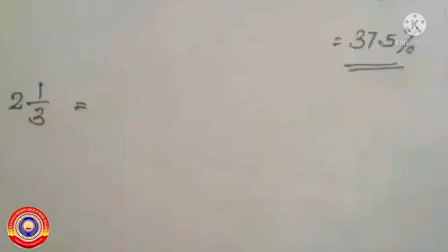 = 37.5%
2 1/3 =